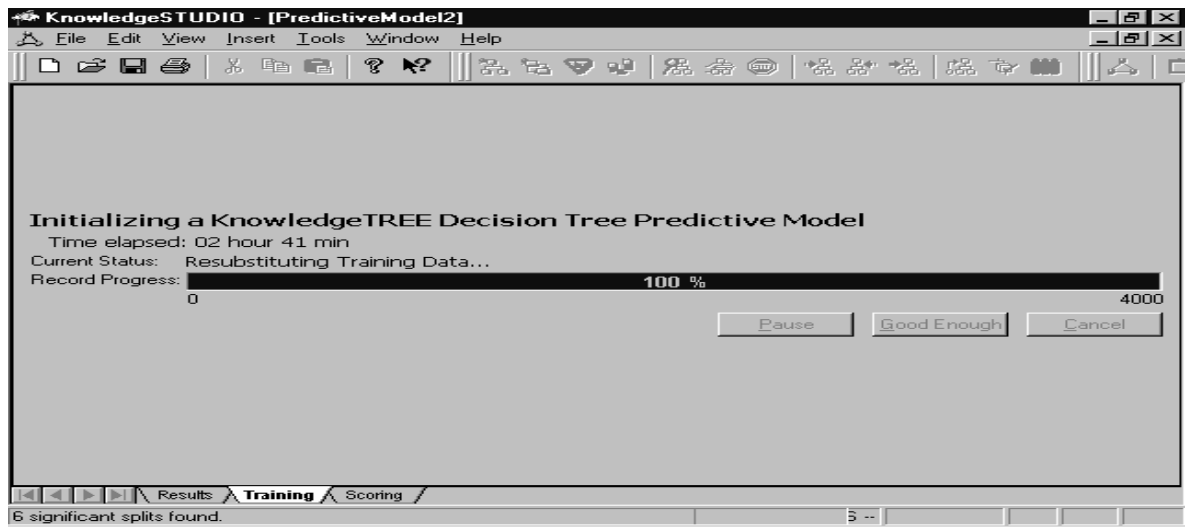 KnowledgeSTUDIO - [PredictiveModel2]
File Edit View Insert Tools Window Help
Initializing a KnowledgeTREE Decision Tree Predictive Model
Time elapsed: 02 hour 41 min
Current Status: Resubstituting Training Data...
Record Progress: 100 %
0 4000
Pause Good Enough Cancel
Results Training Scoring
6 significant splits found.